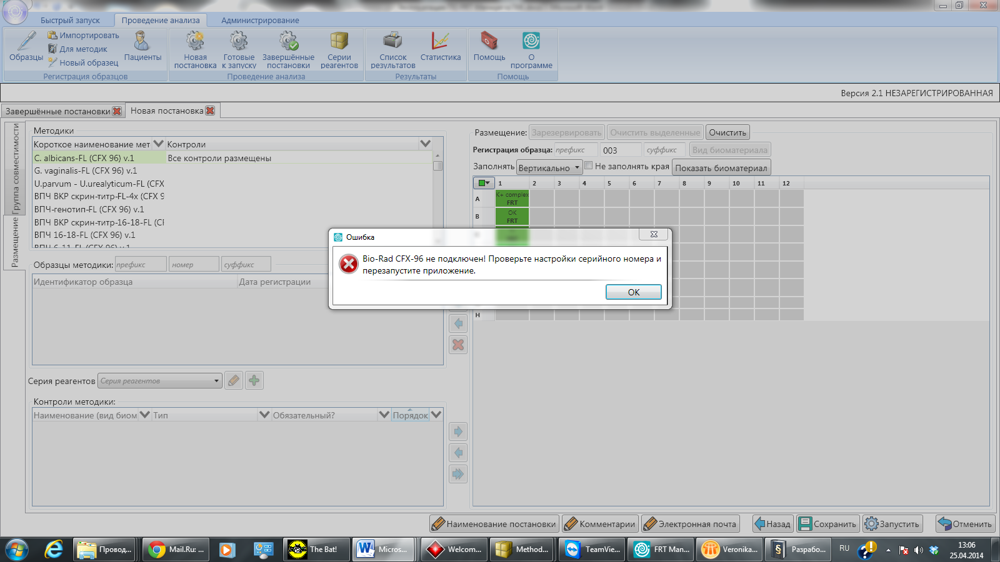 Быстрый запуск
Проведение анализа
Администрирование
Образцы
Импортировать
Для методик
Новый образец
Пациенты
Новая постановка
Готовые к запуску
Завершённые постановки
Серии реагентов
Список результатов
Статистика
Помощь
О программе
Регистрация образцов
Проведение анализа
Результаты
Помощь
Версия 2.1 НЕЗАРЕГИСТРИРОВАННАЯ
Завершённые постановки
Новая постановка
Группа совместимости
Размещение
Методики
Короткое наименование мет
Контроли
C. albicans-FL (CFX 96) v.1
Все контроли размещены
G. vaginalis-FL (CFX 96) v.1
U.parvum - U.urealyticum-FL (CFX
ВПЧ ВКР скрин-титр-FL-4x (CFX 9
ВПЧ-генотип-FL (CFX 96) v.1
ВПЧ ВКР скрин-титр-16-18-FL (CF
ВПЧ 16-18-FL (CFX 96) v.1
Образцы методики: префикс номер суффикс
Идентификатор образца
Дата регистрации
Серия реагентов
Серия реагентов
Контроли методики:
Наименование (вид биом
Тип
Обязательный?
Порядок
Размещение: Зарезервировать Очистить выделенные Очистить
Регистрация образца: префикс 003 суффикс Вид биоматериала
Заполнять Вертикально Не заполнять края Показать биоматериал
1 2 3 4 5 6 7 8 9 10 11 12
A
K+ complex
FRT
B
OK
FRT
H
Ошибка
Bio-Rad CFX-96 не подключен! Проверьте настройки серийного номера и
перезапустите приложение.
OK
Наименование постановки
Комментарии
Электронная почта
Назад
Сохранить
Запустить
Отменить
Провод...
Mail.Ru: ...
The Bat!
Micros...
Welcom...
Method...
TeamVie...
FRT Man...
Veronika...
Разрабо...
RU
13:06
25.04.2014